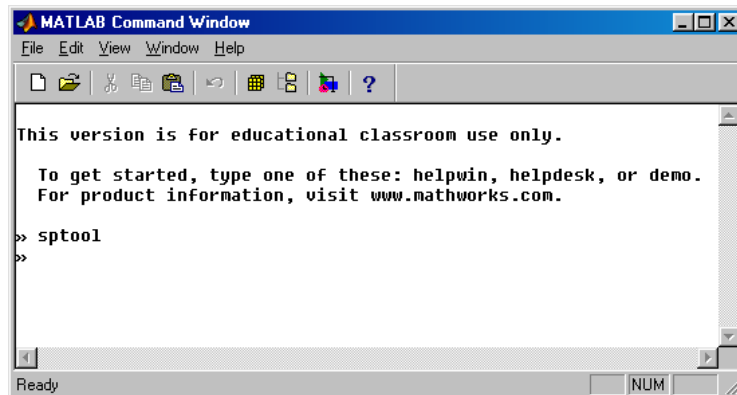 MATLAB Command Window
File Edit View Window Help
?
This version is for educational classroom use only.
To get started, type one of these: helpwin, helpdesk, or demo.
For product information, visit www.mathworks.com.
» sptool
»
Ready NUM